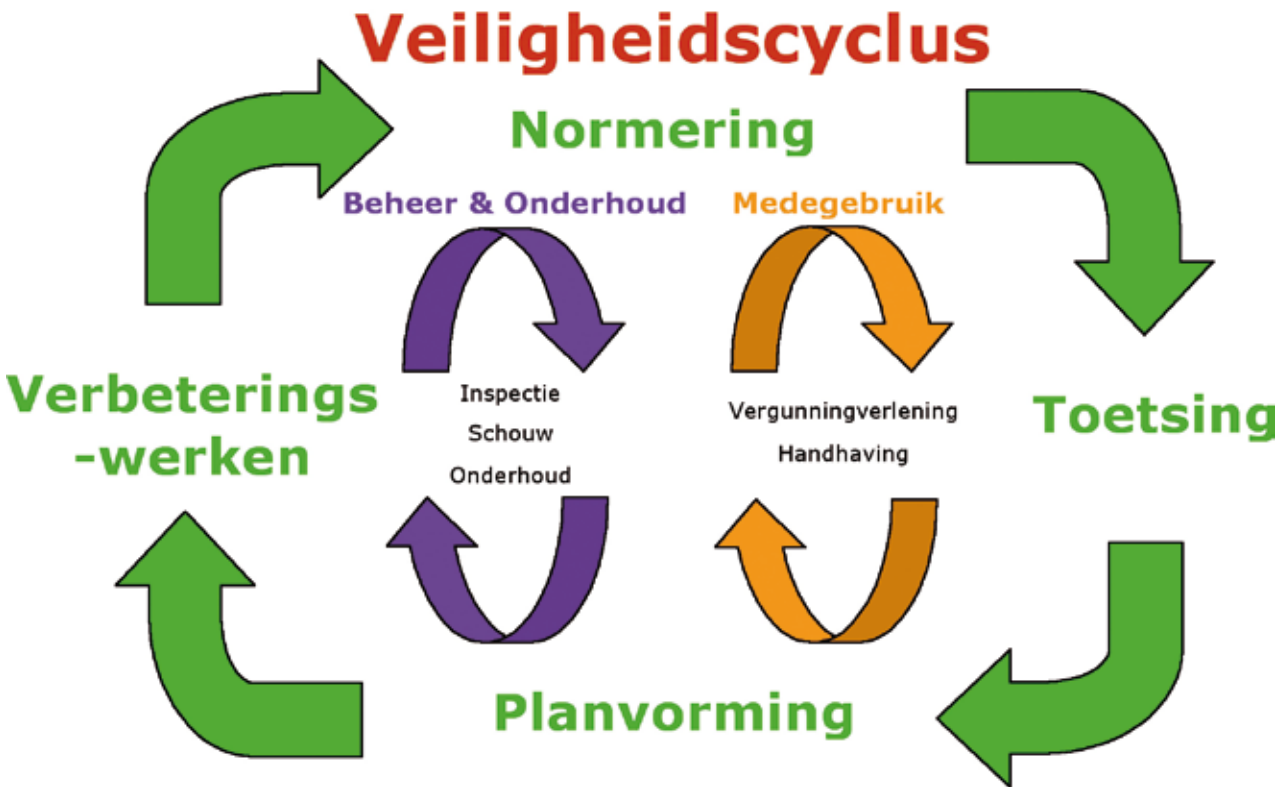 Veiligheidscyclus
Normering
Beheer & Onderhoud
Medegebruik
Inspectie
Schouw
Onderhoud
Vergunningverlening
Handhaving
Verbeterings
-werken
Toetsing
Planvorming